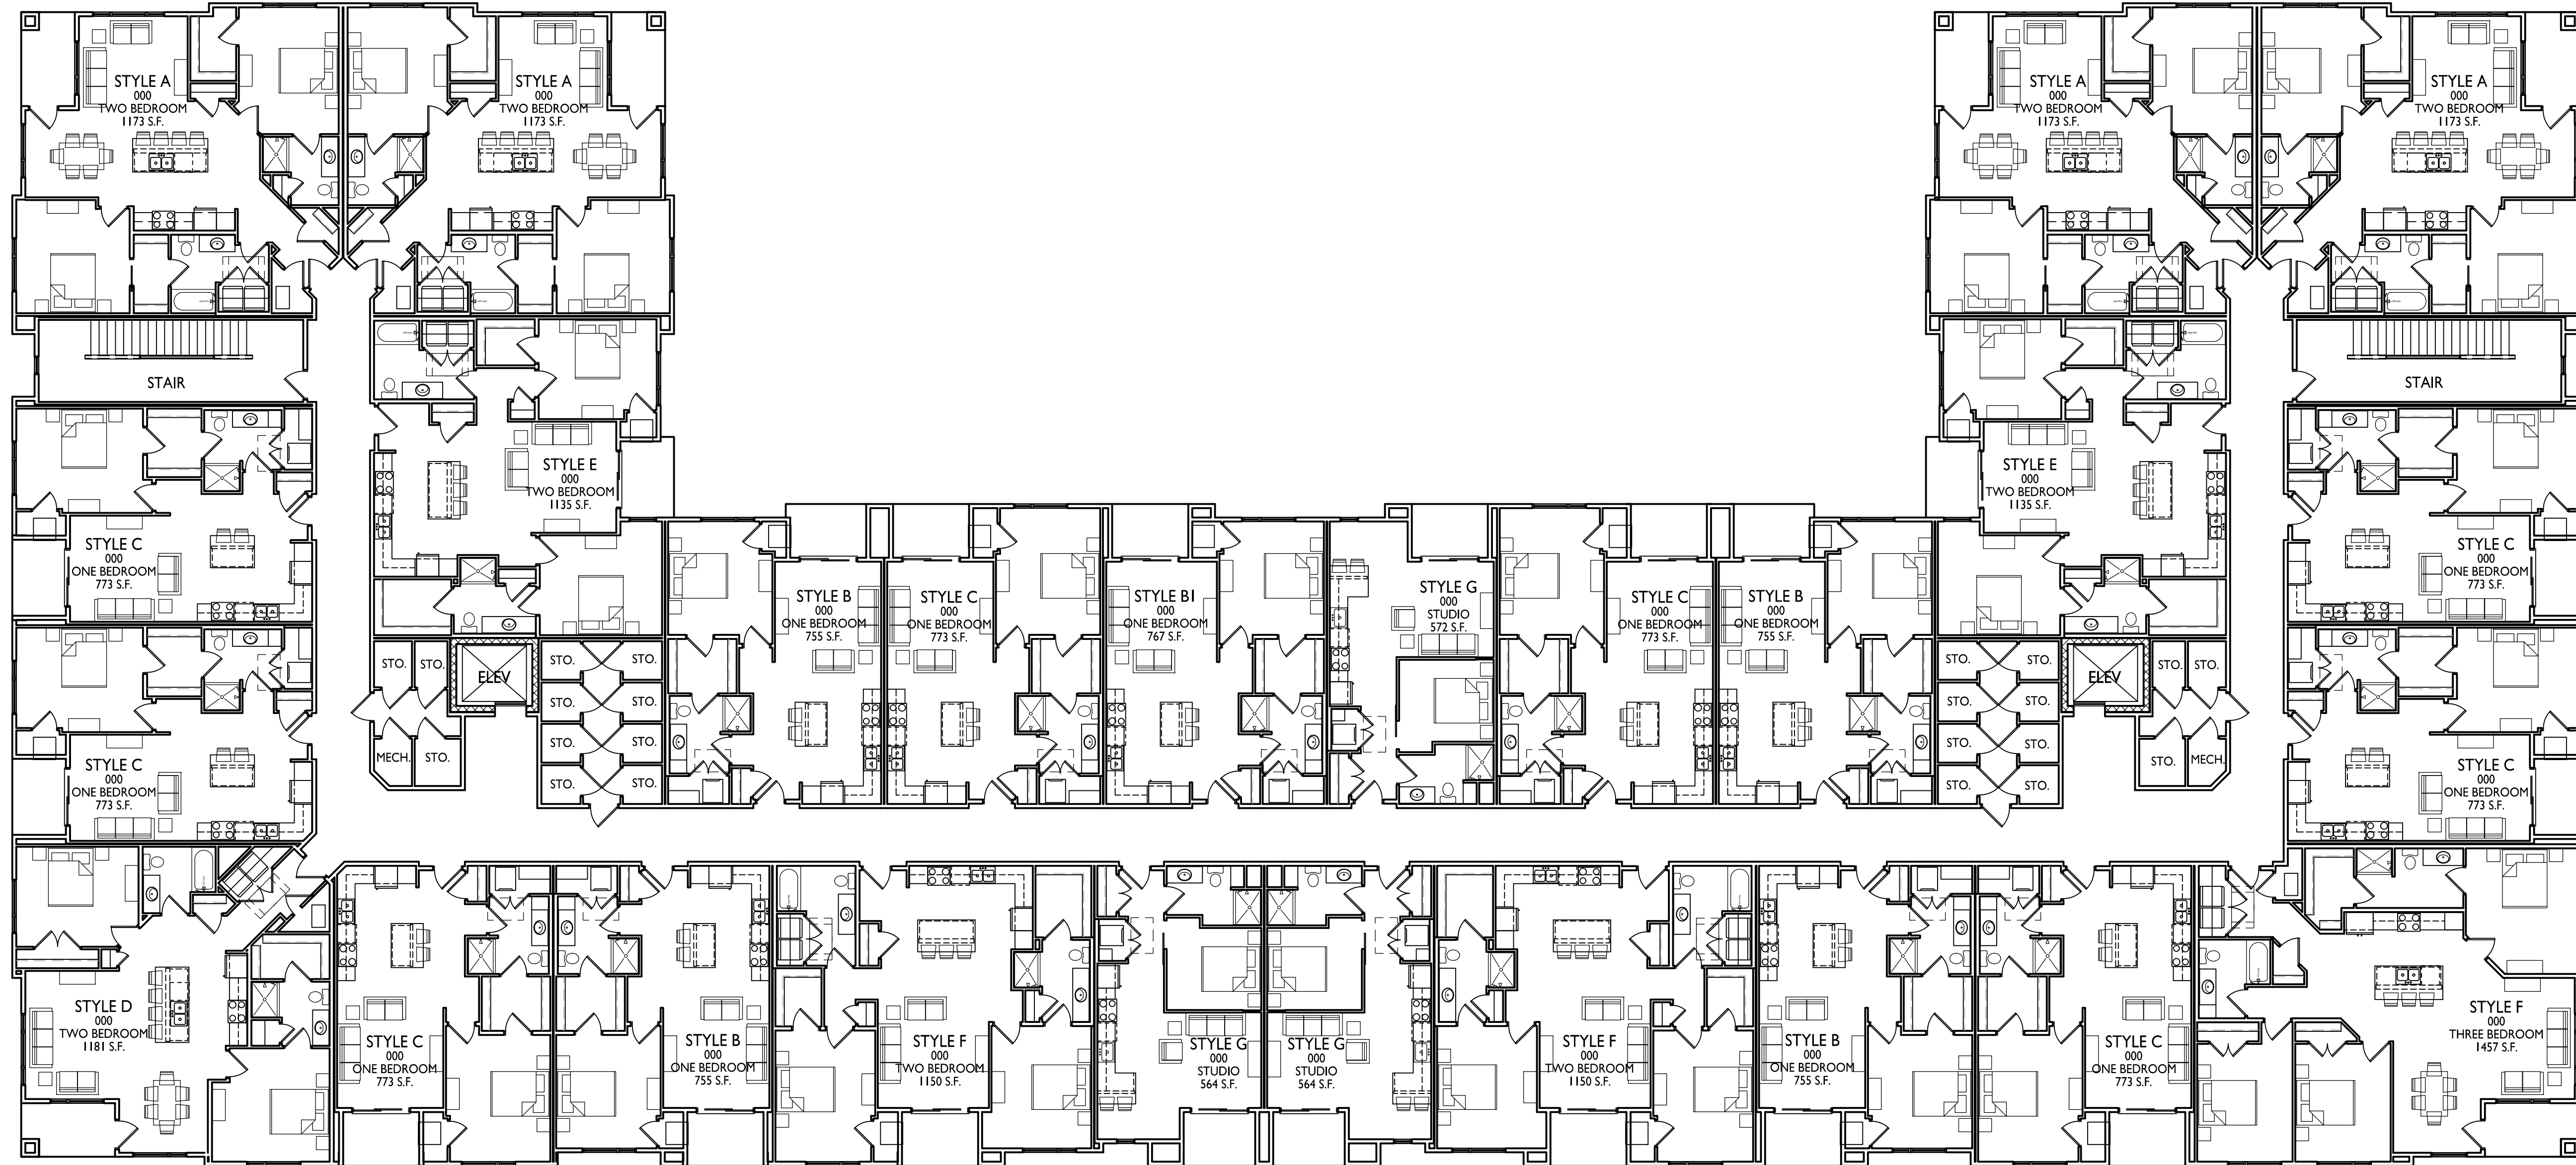 STYLE A
000
TWO BEDROOM
1173 S.F.
STYLE A
000
TWO BEDROOM
1173 S.F.
STYLE A
000
TWO BEDROOM
1173 S.F.
STYLE A
000
TWO BEDROOM
1173 S.F.
STAIR
STAIR
STYLE E
000
TWO BEDROOM
1135 S.F.
STYLE E
000
TWO BEDROOM
1135 S.F.
STYLE C
000
ONE BEDROOM
773 S.F.
STYLE C
000
ONE BEDROOM
773 S.F.
STYLE B
000
ONE BEDROOM
755 S.F.
STYLE C
000
ONE BEDROOM
773 S.F.
STYLE B1
000
ONE BEDROOM
767 S.F.
STYLE G
000
STUDIO
572 S.F.
STYLE C
000
ONE BEDROOM
773 S.F.
STYLE B
000
ONE BEDROOM
755 S.F.
STO.
STO.
ELEV
STO.
STO.
STO.
STO.
STO.
STO.
STO.
STO.
MECH.
STO.
STO.
STO.
STO.
STO.
STO.
STO.
STO.
STO.
ELEV
STO.
STO.
STO.
MECH.
STYLE C
000
ONE BEDROOM
773 S.F.
STYLE C
000
ONE BEDROOM
773 S.F.
STYLE D
000
TWO BEDROOM
1181 S.F.
STYLE C
000
ONE BEDROOM
773 S.F.
STYLE B
000
ONE BEDROOM
755 S.F.
STYLE F
000
TWO BEDROOM
1150 S.F.
STYLE G
000
STUDIO
564 S.F.
STYLE G
000
STUDIO
564 S.F.
STYLE F
000
TWO BEDROOM
1150 S.F.
STYLE B
000
ONE BEDROOM
755 S.F.
STYLE C
000
ONE BEDROOM
773 S.F.
STYLE F
000
THREE BEDROOM
1457 S.F.